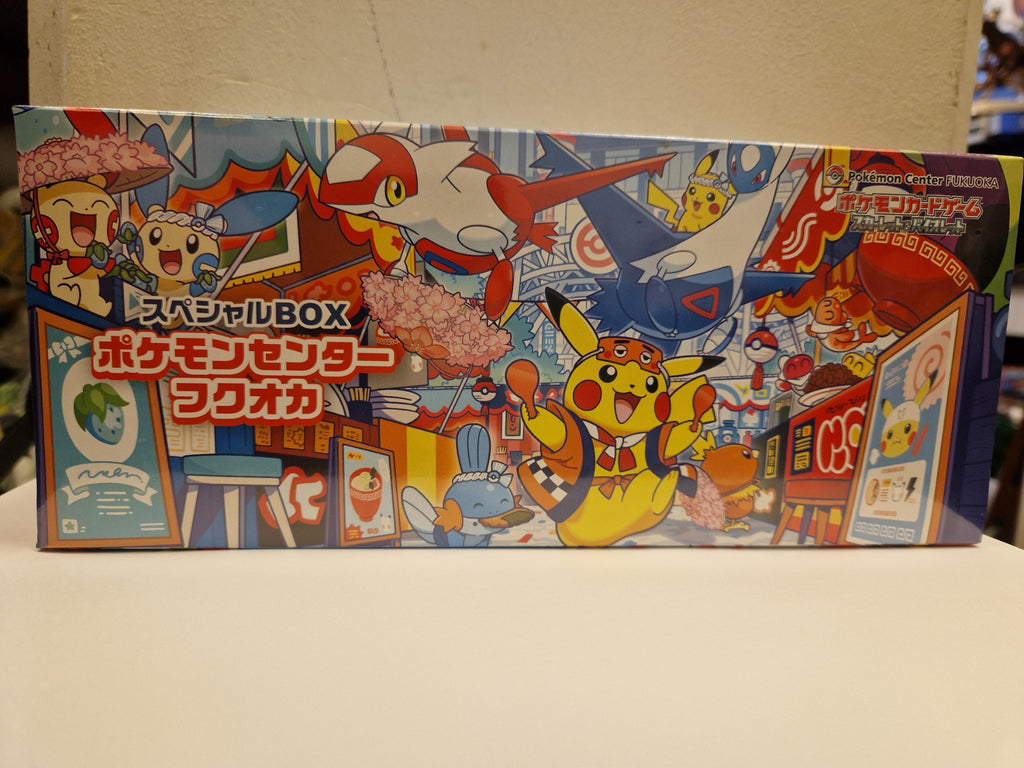 Pokémon Center FUKUOKA
ポケモンカードゲーム
スカーレット&バイオレット
スペシャルBOX
ポケモンセンター
フクオカ